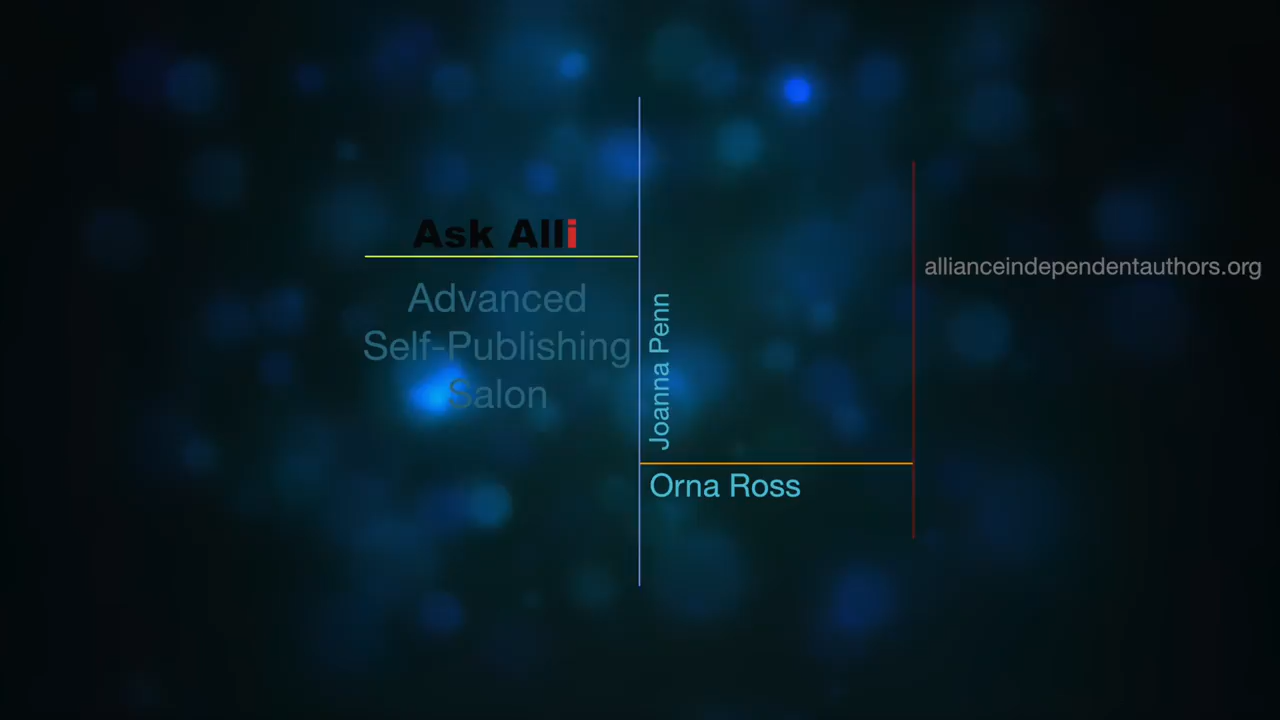 Ask Alli
Advanced
Self-Publishing
Salon
Joanna Penn
Orna Ross
allianceindependentauthors.org